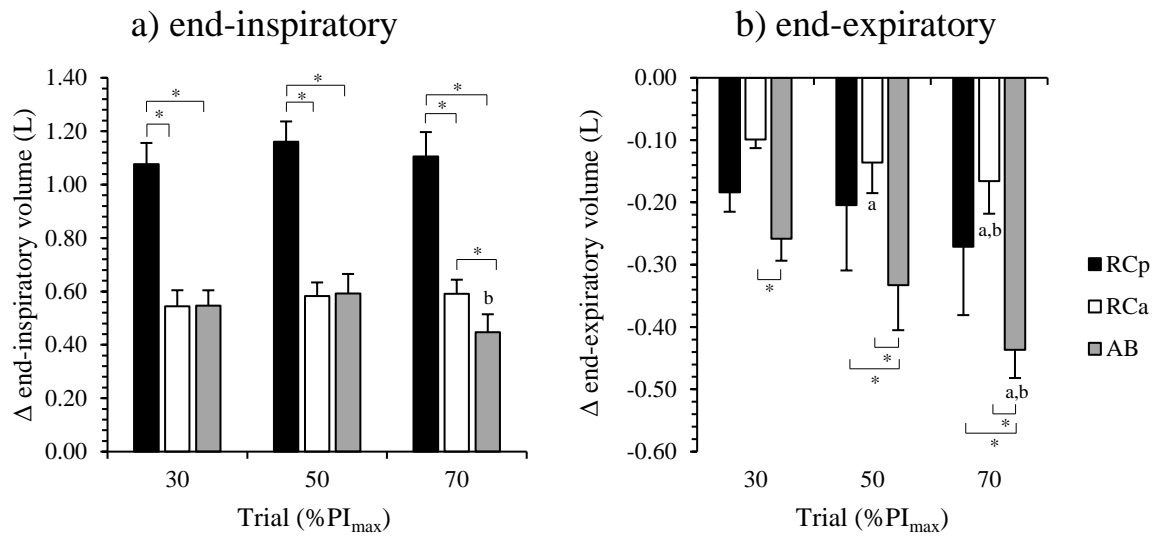 a) end-inspiratory
Δ end-inspiratory volume (L)
1.40
1.20
1.00
0.80
0.60
0.40
0.20
0.00
*
*
*
*
*
*
*
b
30
50
70
Trial (%PImax)
b) end-expiratory
Δ end-expiratory volume (L)
0.00
-0.10
-0.20
-0.30
-0.40
-0.50
-0.60
a
a,b
*
*
*
a,b
*
*
30
50
70
Trial (%PImax)
RCp
RCa
AB